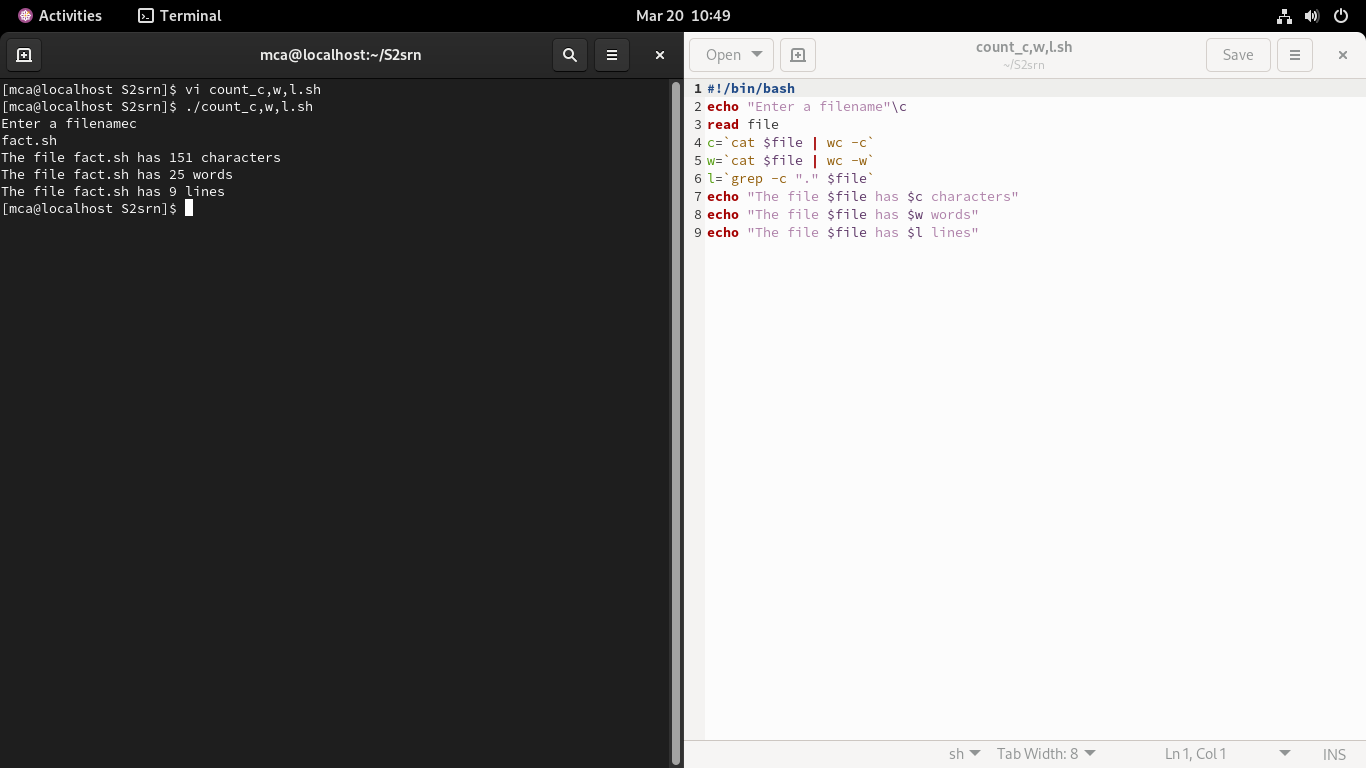 Activities
Terminal
Mar 20 10:49
mca@localhost:~/S2srn
[mca@localhost S2srn]$ vi count_c,w,l.sh
[mca@localhost S2srn]$ ./count_c,w,l.sh
Enter a filenamec
fact.sh
The file fact.sh has 151 characters
The file fact.sh has 25 words
The file fact.sh has 9 lines
[mca@localhost S2srn]$
Open
count_c,w,l.sh
~/S2srn
Save
1 #!/bin/bash
2 echo "Enter a filename"\c
3 read file
4 c=`cat $file | wc -c`
5 w=`cat $file | wc -w`
6 l=`grep -c "." $file`
7 echo "The file $file has $c characters"
8 echo "The file $file has $w words"
9 echo "The file $file has $l lines"
sh
Tab Width: 8
Ln 1, Col 1
INS